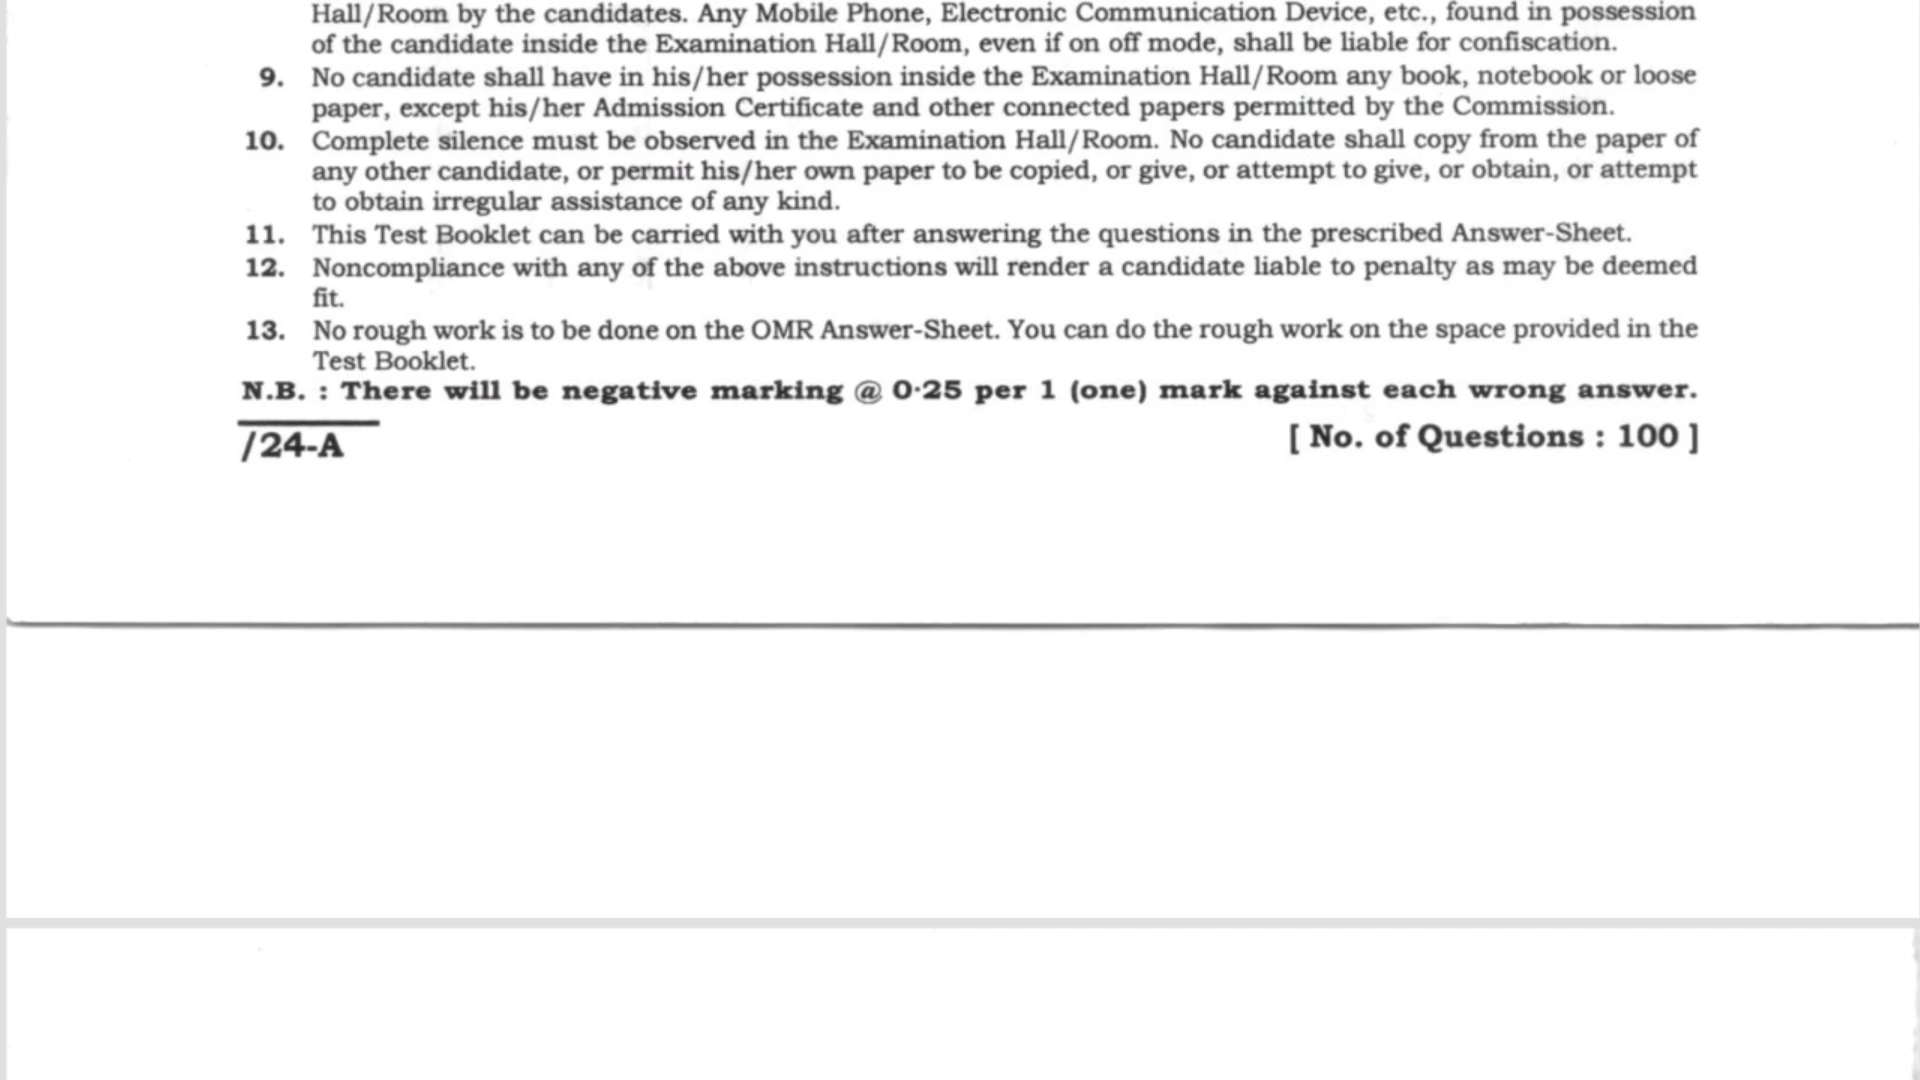 Hall/Room by the candidates. Any Mobile Phone, Electronic Communication Device, etc., found in possession
of the candidate inside the Examination Hall/Room, even if on off mode, shall be liable for confiscation.
9. No candidate shall have in his/her possession inside the Examination Hall/Room any book, notebook or loose
paper, except his/her Admission Certificate and other connected papers permitted by the Commission.
10. Complete silence must be observed in the Examination Hall/Room. No candidate shall copy from the paper of
any other candidate, or permit his/her own paper to be copied, or give, or attempt to give, or obtain, or attempt
to obtain irregular assistance of any kind.
11. This Test Booklet can be carried with you after answering the questions in the prescribed Answer-Sheet.
12. Noncompliance with any of the above instructions will render a candidate liable to penalty as may be deemed
fit.
13. No rough work is to be done on the OMR Answer-Sheet. You can do the rough work on the space provided in the
Test Booklet.
N.B. : There will be negative marking @ 0·25 per 1 (one) mark against each wrong answer.
/24-A [ No. of Questions : 100 ]